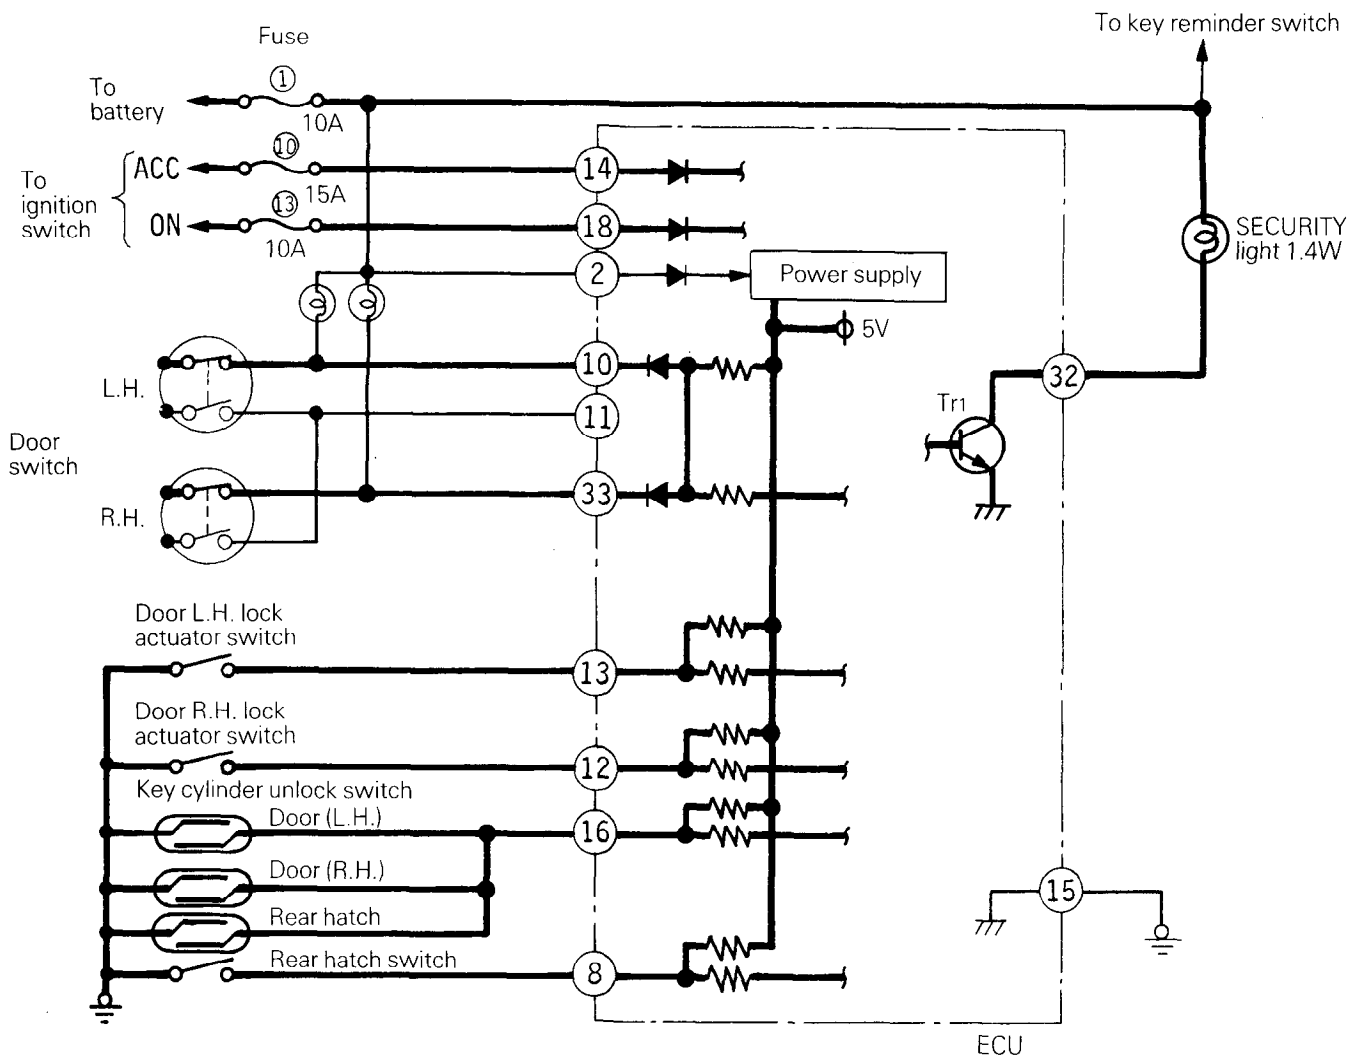 To key reminder switch
Fuse
1
To
battery
10A
10
ACC
15A
14
To
ignition
switch
13
ON
10A
18
SECURITY
light 1.4W
2
Power supply
5V
10
L.H.
11
32
Tr1
Door
switch
R.H.
33
Door L.H. lock
actuator switch
13
Door R.H. lock
actuator switch
12
Key cylinder unlock switch
Door (L.H.)
16
Door (R.H.)
15
Rear hatch
Rear hatch switch
8
ECU